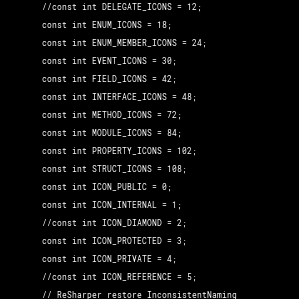 //const int DELEGATE_ICONS = 12;
const int ENUM_ICONS = 18;
const int ENUM_MEMBER_ICONS = 24;
const int EVENT_ICONS = 30;
const int FIELD_ICONS = 42;
const int INTERFACE_ICONS = 48;
const int METHOD_ICONS = 72;
const int MODULE_ICONS = 84;
const int PROPERTY_ICONS = 102;
const int STRUCT_ICONS = 108;
const int ICON_PUBLIC = 0;
const int ICON_INTERNAL = 1;
//const int ICON_DIAMOND = 2;
const int ICON_PROTECTED = 3;
const int ICON_PRIVATE = 4;
//const int ICON_REFERENCE = 5;
// ReSharper restore InconsistentNaming